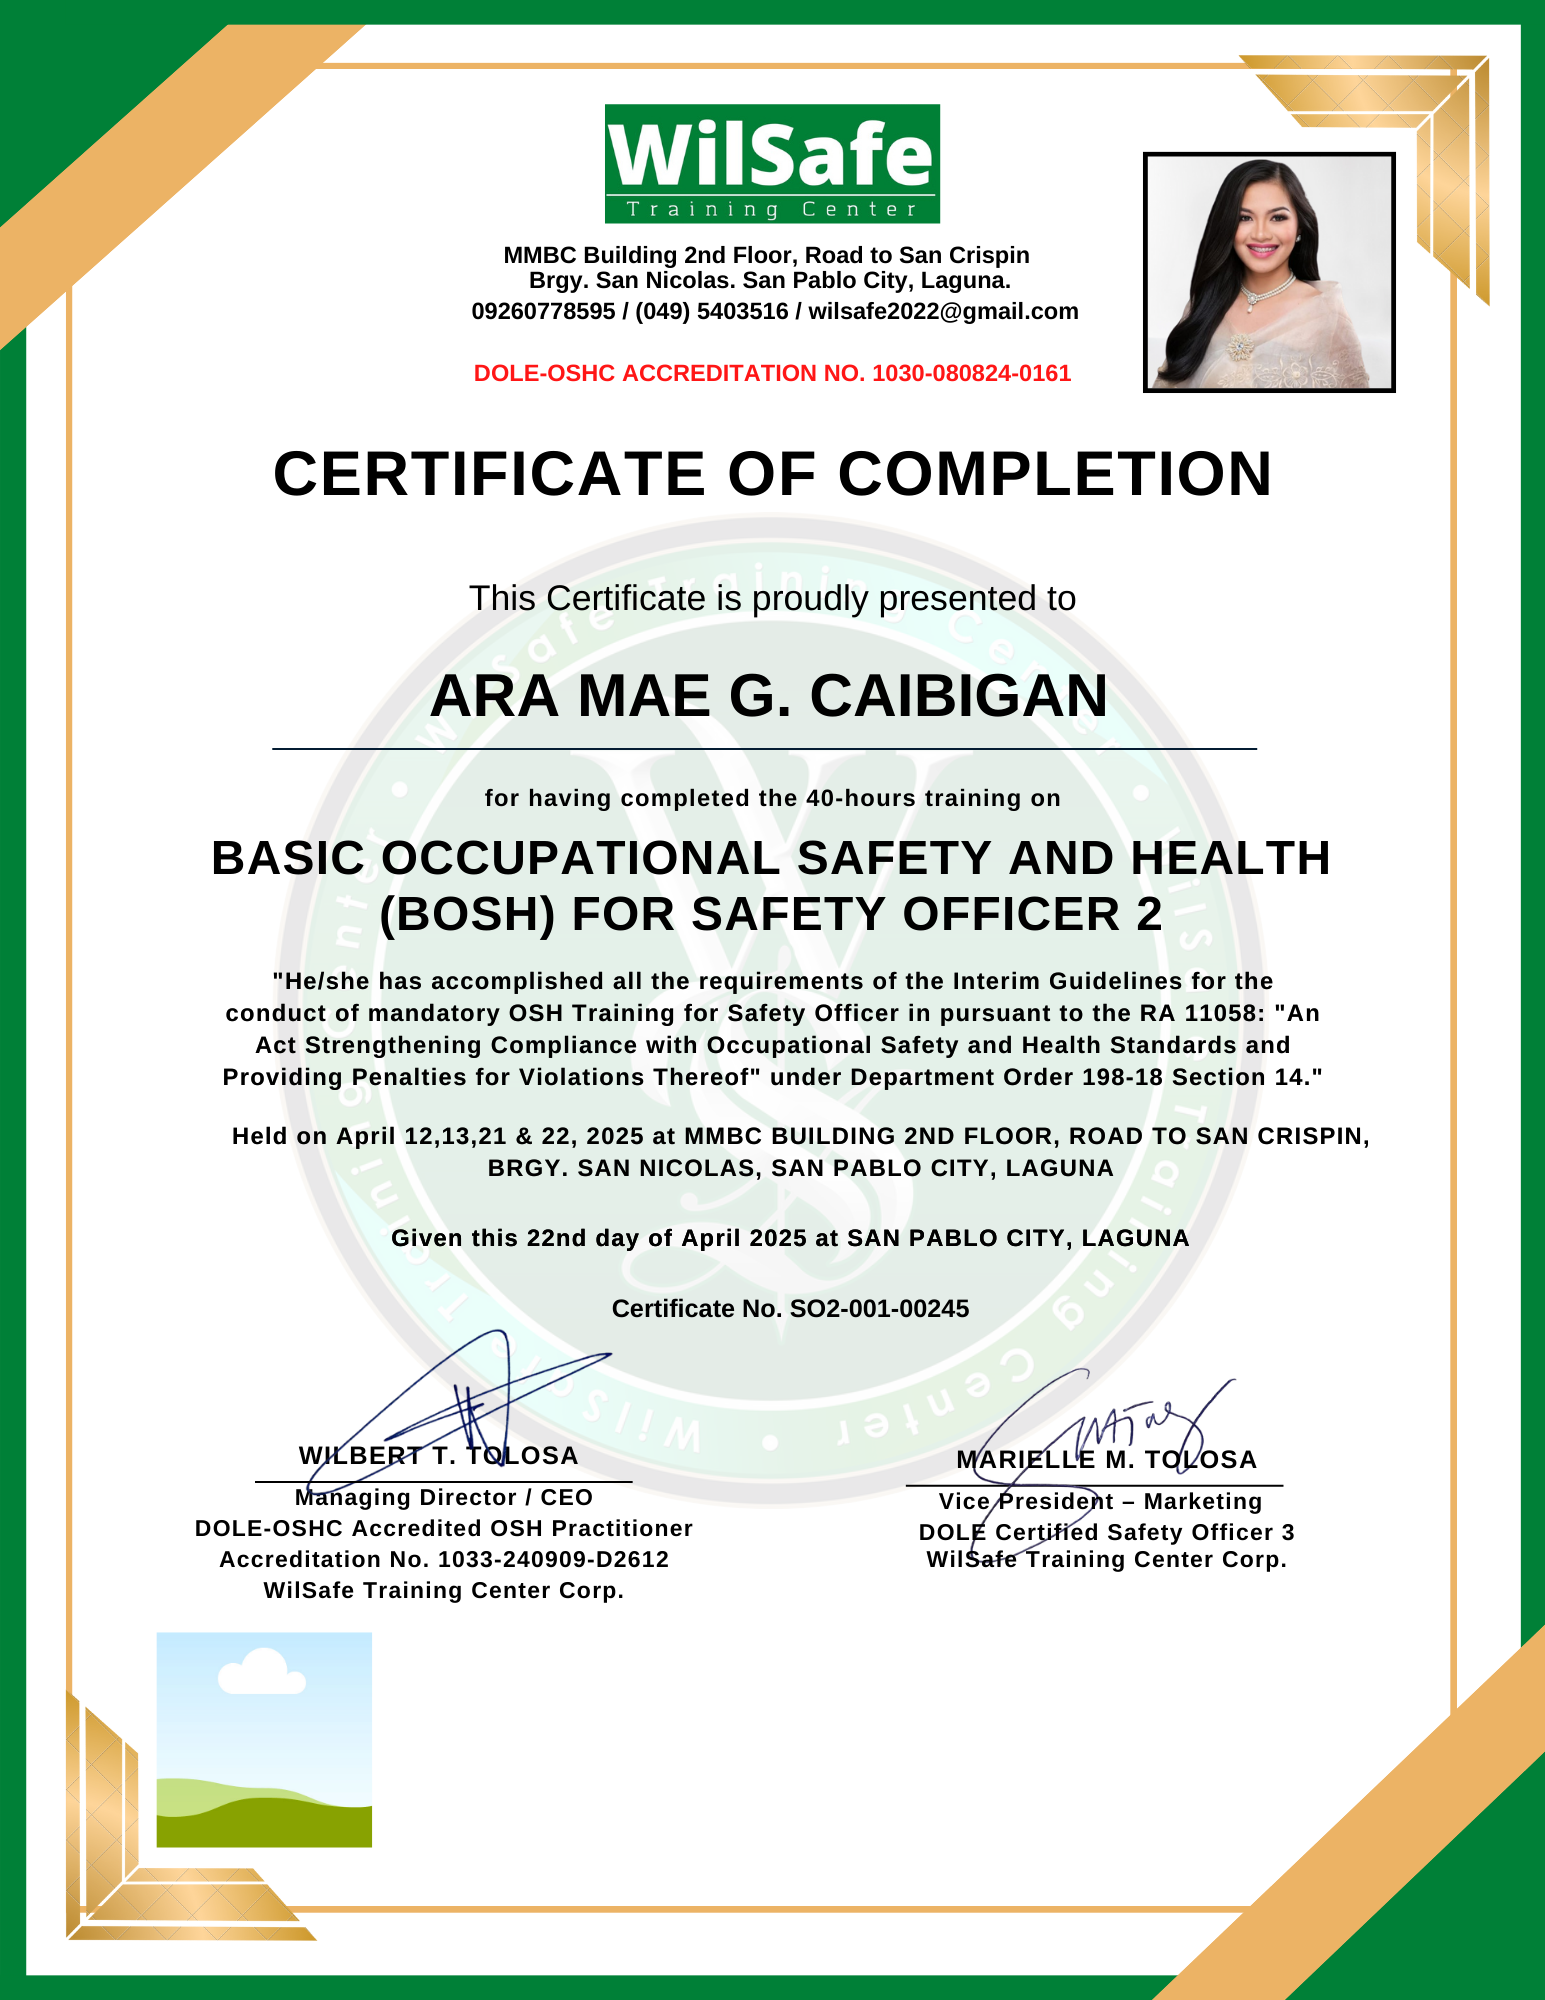 WilSafe
Training Center
MMBC Building 2nd Floor, Road to San Crispin
Brgy. San Nicolas. San Pablo City, Laguna.
09260778595 / (049) 5403516 / wilsafe2022@gmail.com
DOLE-OSHC ACCREDITATION NO. 1030-080824-0161
CERTIFICATE OF COMPLETION
This Certificate is proudly presented to
ARA MAE G. CAIBIGAN
for having completed the 40-hours training on
BASIC OCCUPATIONAL SAFETY AND HEALTH
(BOSH) FOR SAFETY OFFICER 2
"He/she has accomplished all the requirements of the Interim Guidelines for the
conduct of mandatory OSH Training for Safety Officer in pursuant to the RA 11058: "An
Act Strengthening Compliance with Occupational Safety and Health Standards and
Providing Penalties for Violations Thereof" under Department Order 198-18 Section 14."
Held on April 12,13,21 & 22, 2025 at MMBC BUILDING 2ND FLOOR, ROAD TO SAN CRISPIN,
BRGY. SAN NICOLAS, SAN PABLO CITY, LAGUNA
Given this 22nd day of April 2025 at SAN PABLO CITY, LAGUNA
Certificate No. SO2-001-00245
WILBERT T. TOLOSA
Managing Director / CEO
DOLE-OSHC Accredited OSH Practitioner
Accreditation No. 1033-240909-D2612
WilSafe Training Center Corp.
MARIELLE M. TOLOSA
Vice President – Marketing
DOLE Certified Safety Officer 3
WilSafe Training Center Corp.
WilSafe Training Center • WilSafe Training Center • WilSafe Training Center •